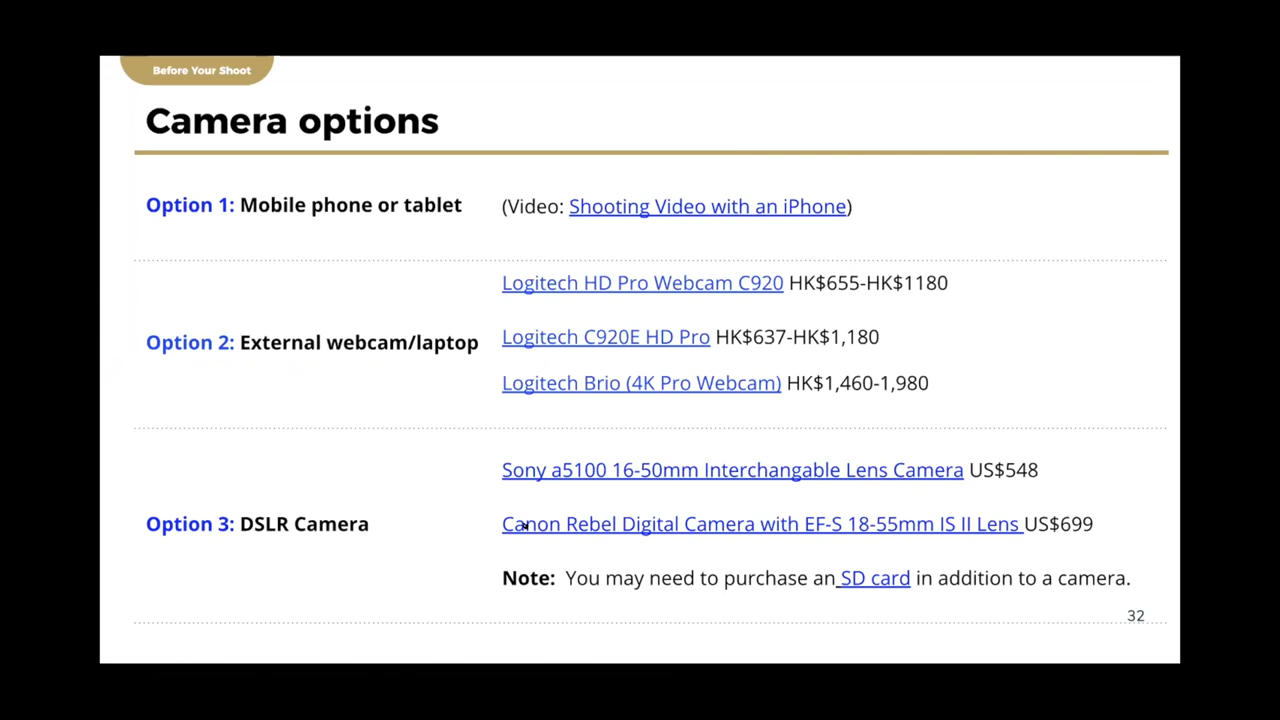 Before Your Shoot
Camera options
Option 1: Mobile phone or tablet
(Video: Shooting Video with an iPhone)
Option 2: External webcam/laptop
Logitech HD Pro Webcam C920 HK$655-HK$1180
Logitech C920E HD Pro HK$637-HK$1,180
Logitech Brio (4K Pro Webcam) HK$1,460-1,980
Option 3: DSLR Camera
Sony a5100 16-50mm Interchangable Lens Camera US$548
Canon Rebel Digital Camera with EF-S 18-55mm IS II Lens US$699
Note: You may need to purchase an SD card in addition to a camera.
32